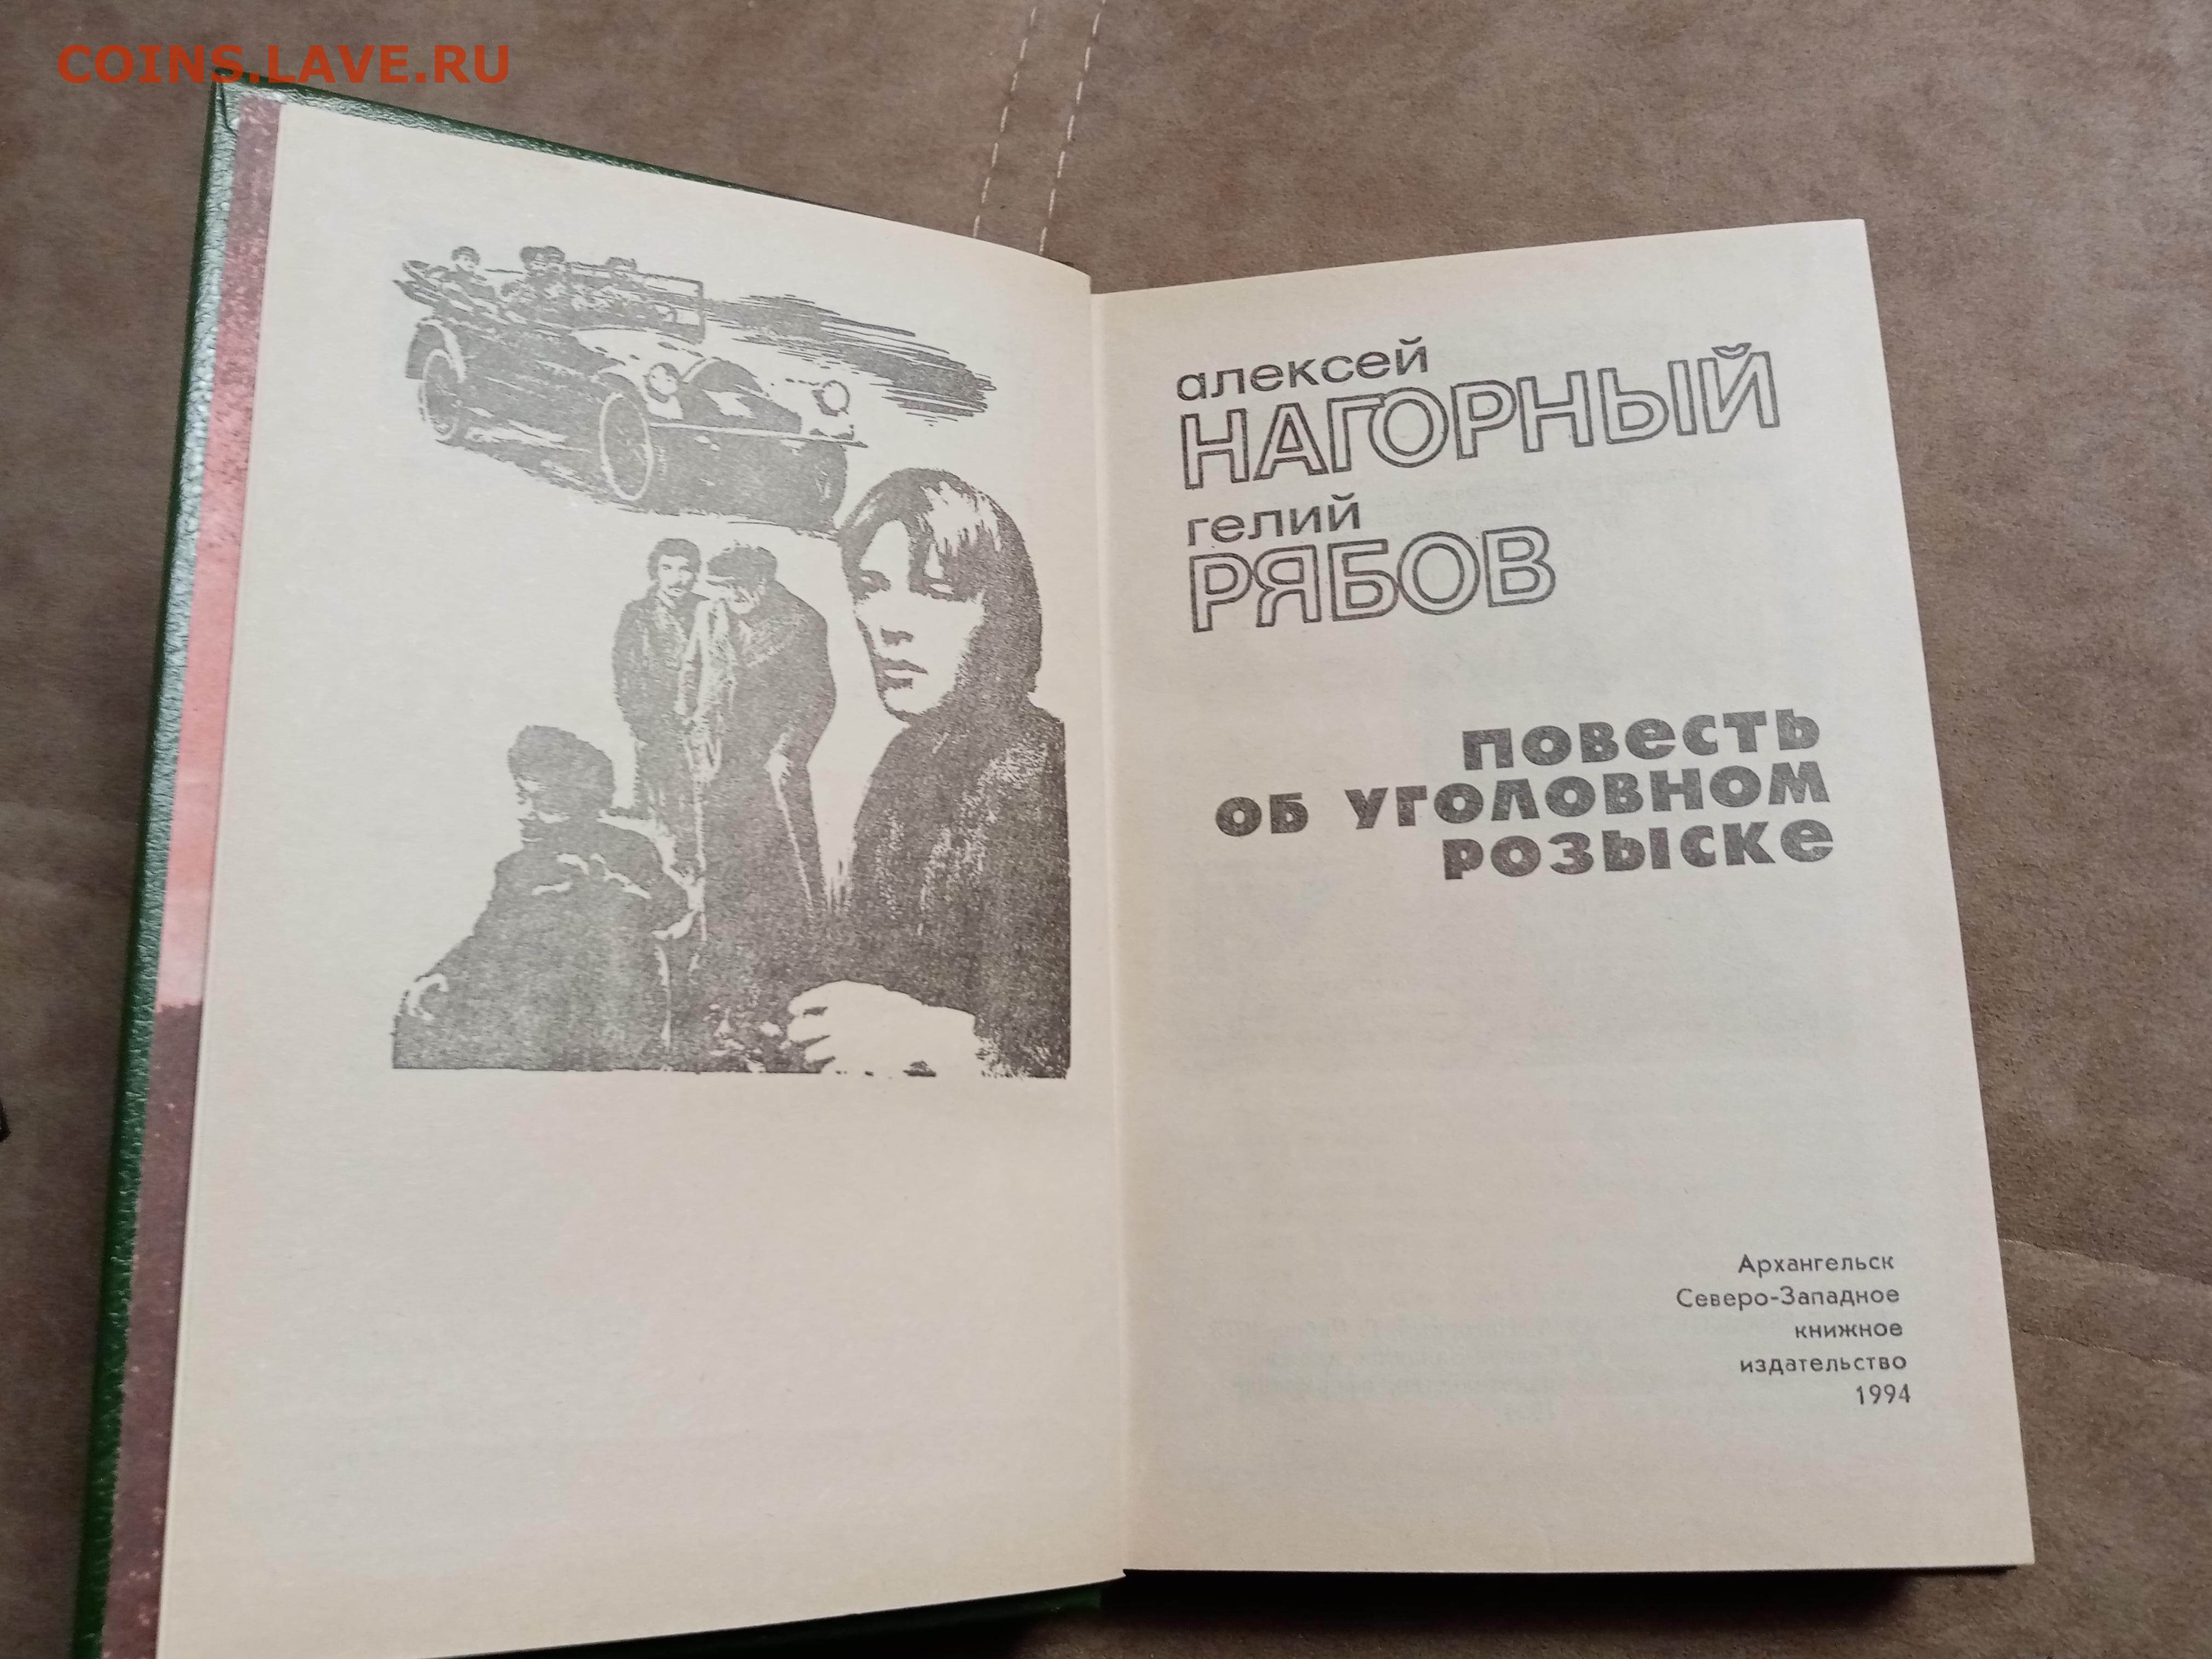 COINS.LAVE.RU
алексей
НАГОРНЫЙ
гелий
РЯБОВ
повесть
об уголовном
розыске
Архангельск
Северо-Западное
книжное
издательство
1994